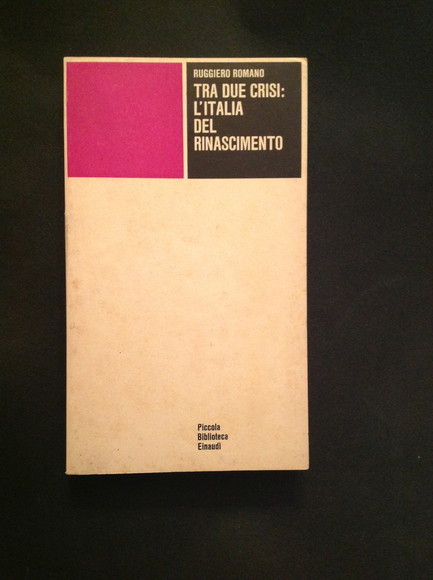 RUGGIERO ROMANO
TRA DUE CRISI:
L'ITALIA
DEL
RINASCIMENTO
Piccola
Biblioteca
Einaudi